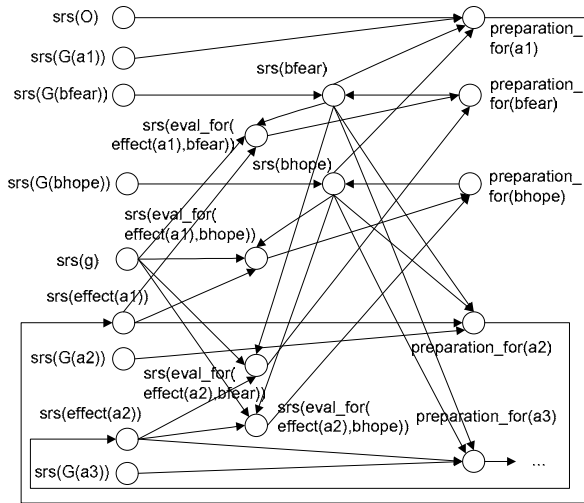 srs(O)
preparation_
for(a1)
srs(G(a1))
srs(bfear)
srs(G(bfear))
preparation_
for(bfear)
srs(eval_for(
effect(a1),bfear))
srs(bhope)
srs(G(bhope))
preparation_
for(bhope)
srs(eval_for(
effect(a1),bhope))
srs(g)
srs(effect(a1))
preparation_for(a2)
srs(G(a2))
srs(eval_for(
effect(a2),bfear))
srs(effect(a2))
srs(eval_for(
effect(a2),bhope))
preparation_for(a3)
srs(G(a3))
...